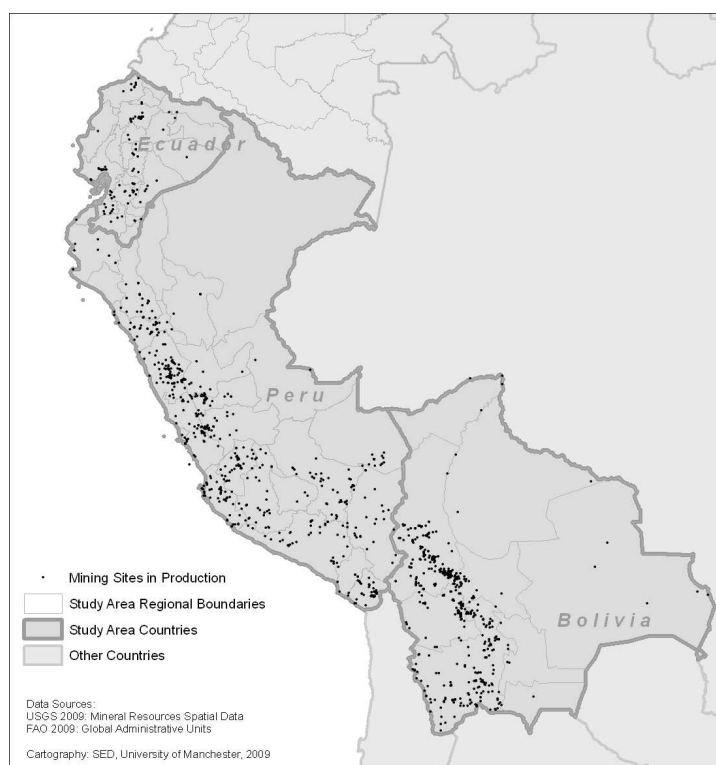 Ecuador
Peru
Bolivia
Mining Sites in Production
Study Area Regional Boundaries
Study Area Countries
Other Countries
Data Sources:
USGS 2009: Mineral Resources Spatial Data
FAO 2009: Global Administrative Units
Cartography: SED, University of Manchester, 2009